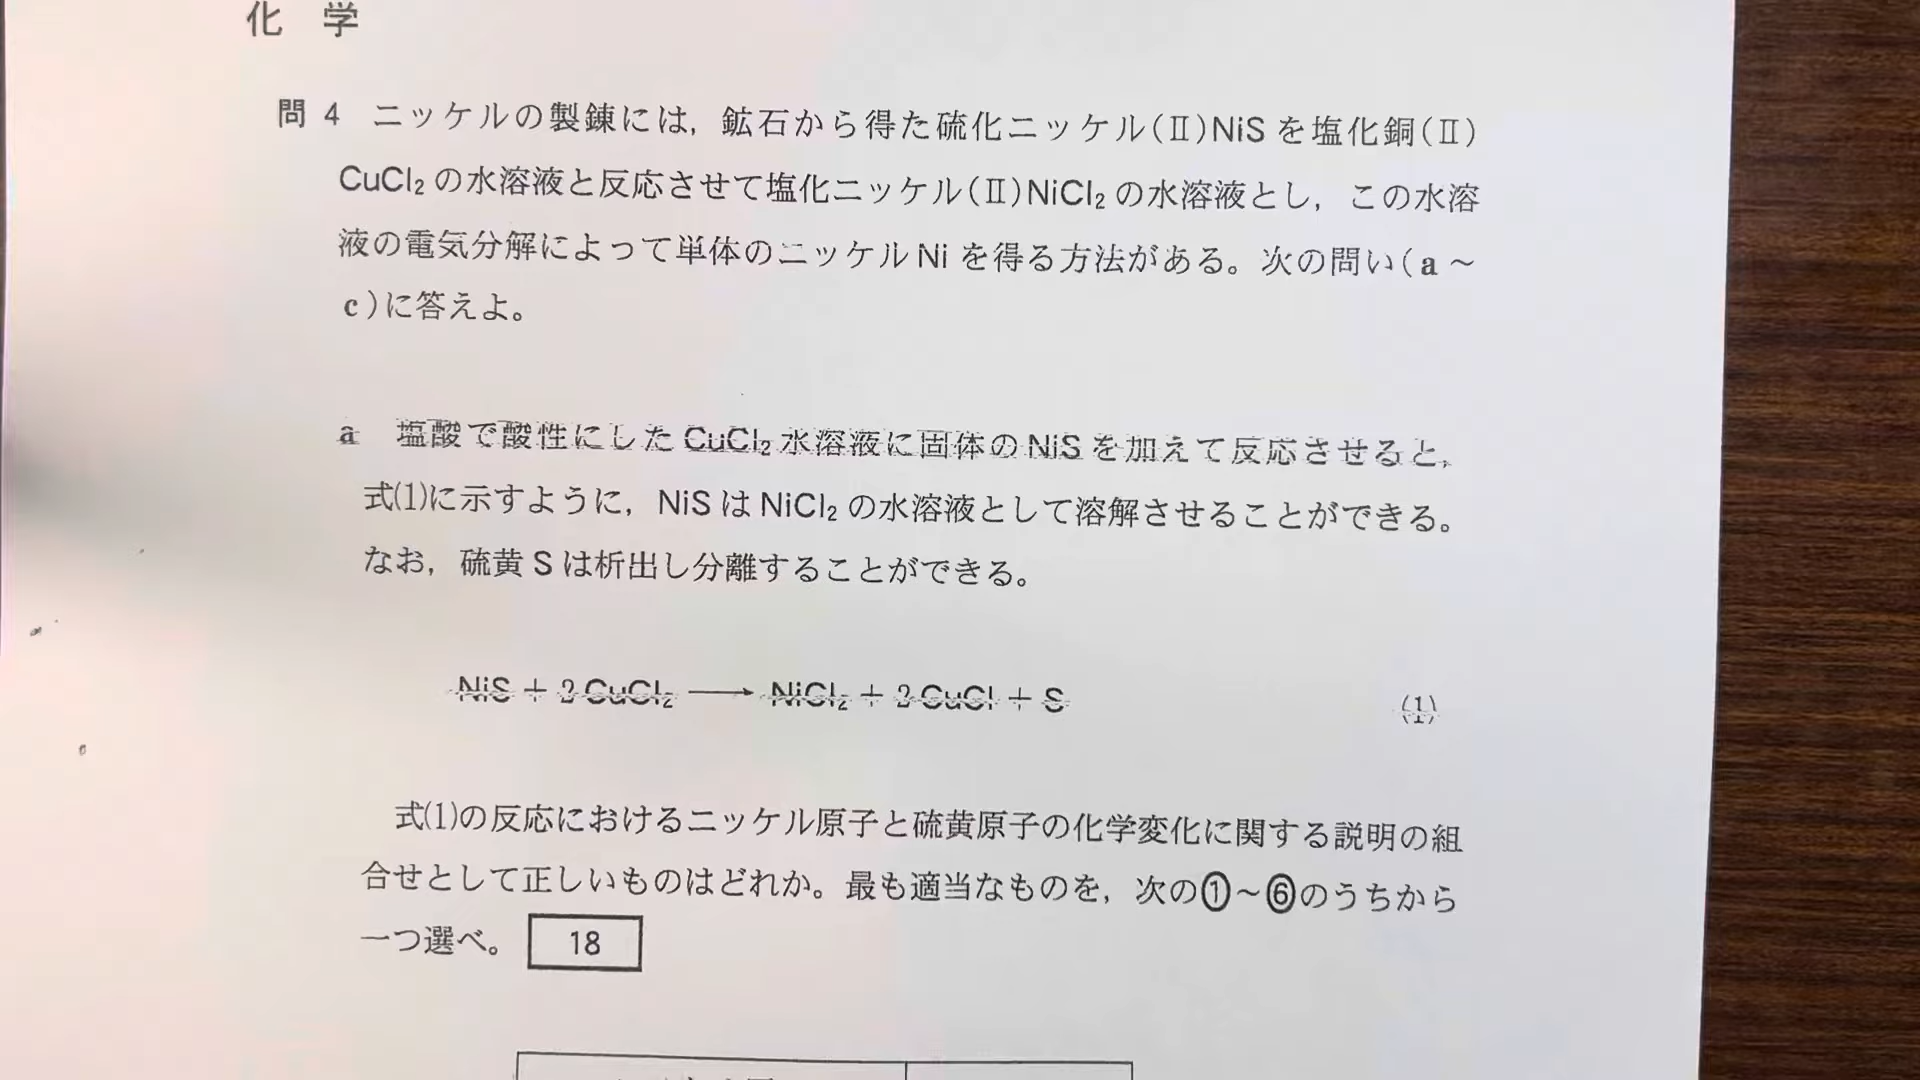 化 学
問 4 ニッケルの製錬には，鉱石から得た硫化ニッケル(Ⅱ)NiS を塩化銅(Ⅱ)
CuCl₂ の水溶液と反応させて塩化ニッケル(Ⅱ)NiCl₂ の水溶液とし，この水溶
液の電気分解によって単体のニッケル Ni を得る方法がある。次の問い(a～
c)に答えよ。
a 塩酸で酸性にした CuCl₂ 水溶液に固体の NiS を加えて反応させると，
式(1)に示すように，NiS は NiCl₂ の水溶液として溶解させることができる。
なお，硫黄 S は析出し分離することができる。
NiS + 2 CuCl₂ ⟶ NiCl₂ + 2 CuCl + S (1)
式(1)の反応におけるニッケル原子と硫黄原子の化学変化に関する説明の組
合せとして正しいものはどれか。最も適当なものを，次の①～⑥のうちから
一つ選べ。 18